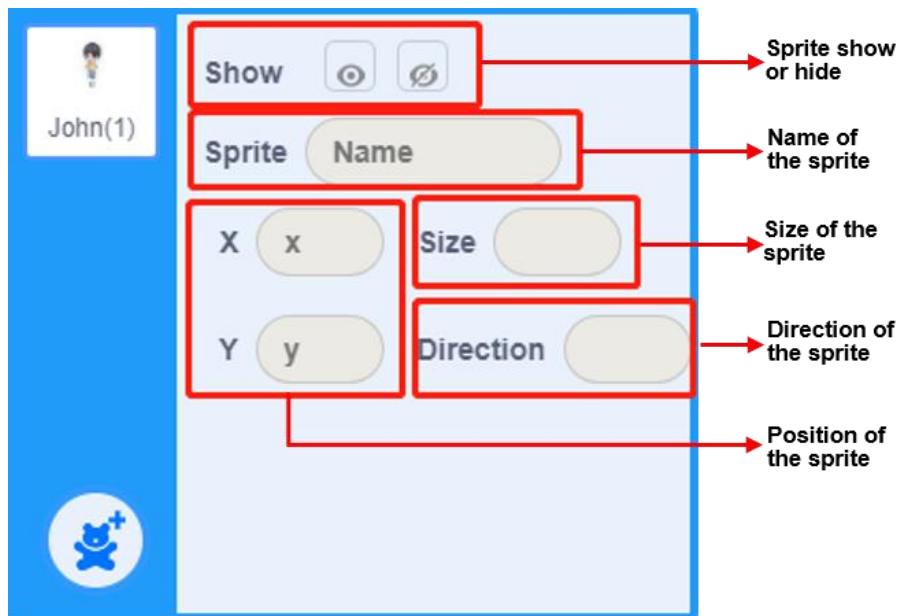 John(1)
Show
Sprite show
or hide
Sprite Name
Name of
the sprite
X x
Size
Size of the
sprite
Y y
Direction
Direction of
the sprite
Position of
the sprite